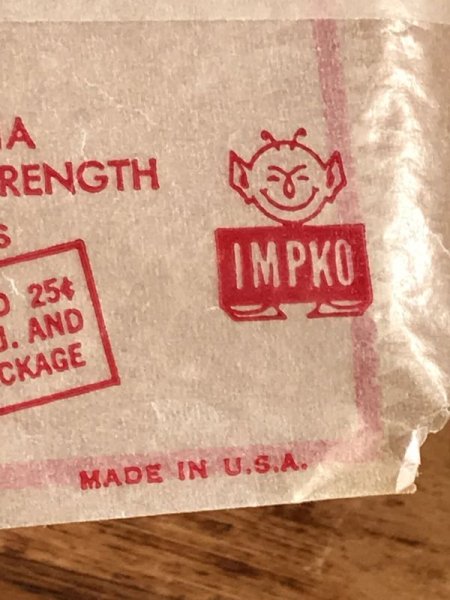 A
RENGTH
S
25¢
. AND
CKAGE
IMPKO
MADE IN U.S.A.